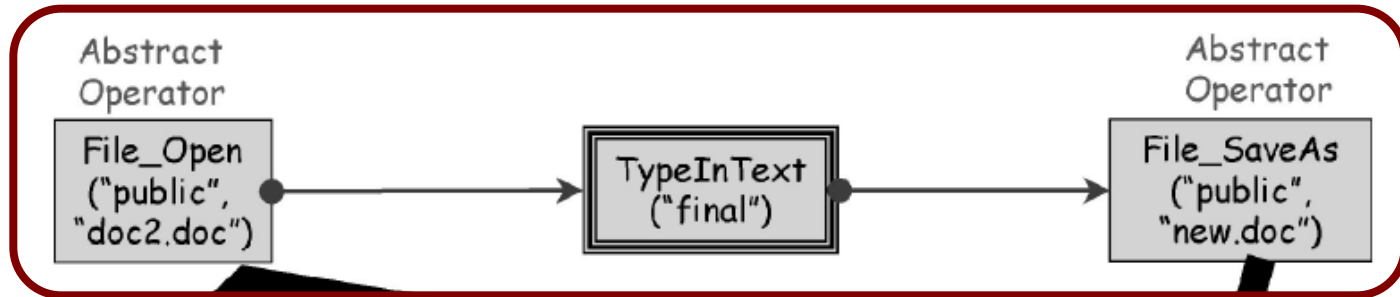 Abstract
Operator
File_Open
("public",
"doc2.doc")
TypeInText
("final")
Abstract
Operator
File_SaveAs
("public",
"new.doc")